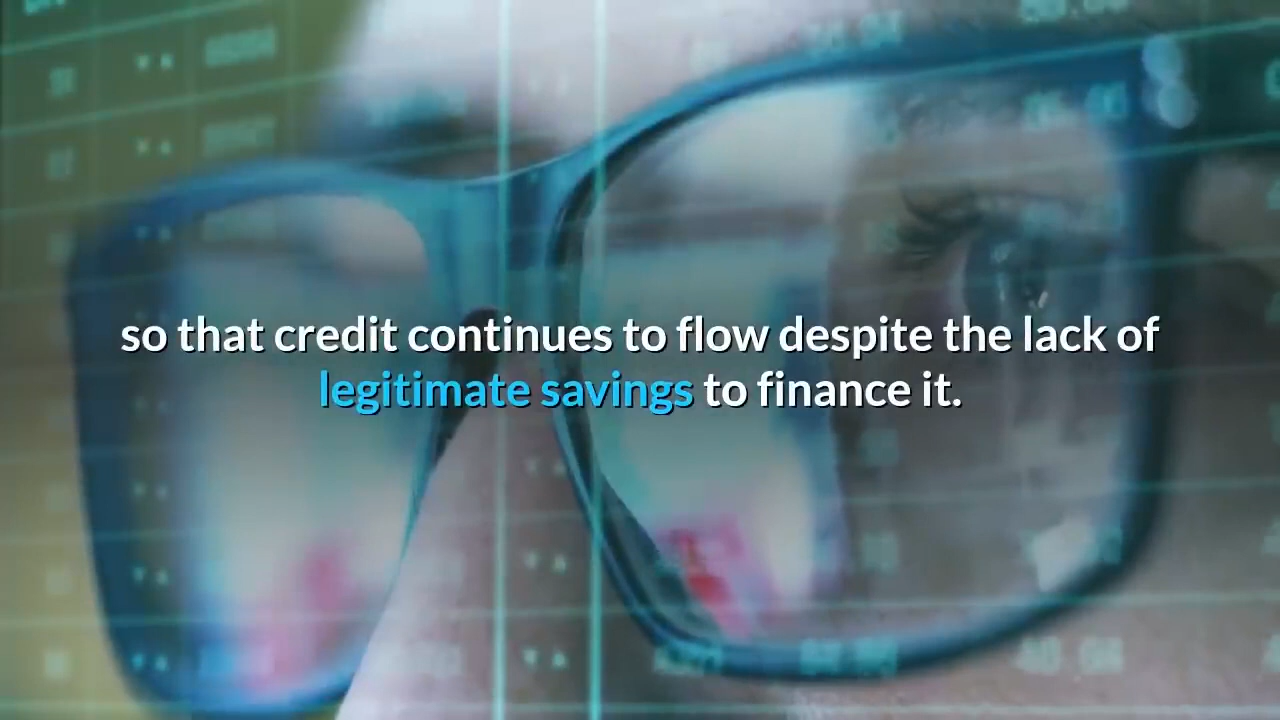 so that credit continues to flow despite the lack of
legitimate savings to finance it.